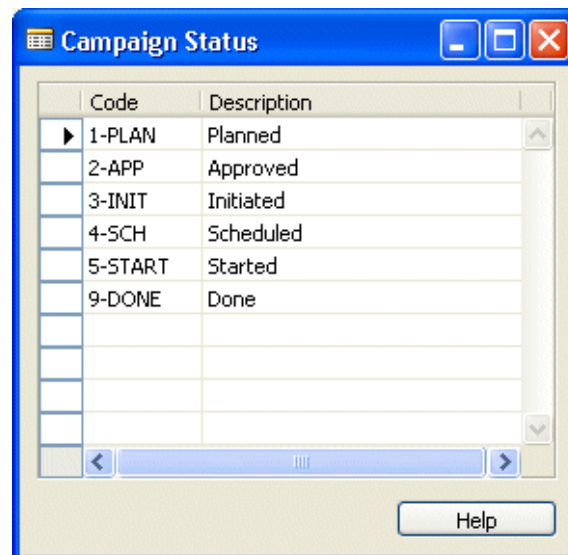 Campaign Status
Code Description
1-PLAN Planned
2-APP Approved
3-INIT Initiated
4-SCH Scheduled
5-START Started
9-DONE Done
Help